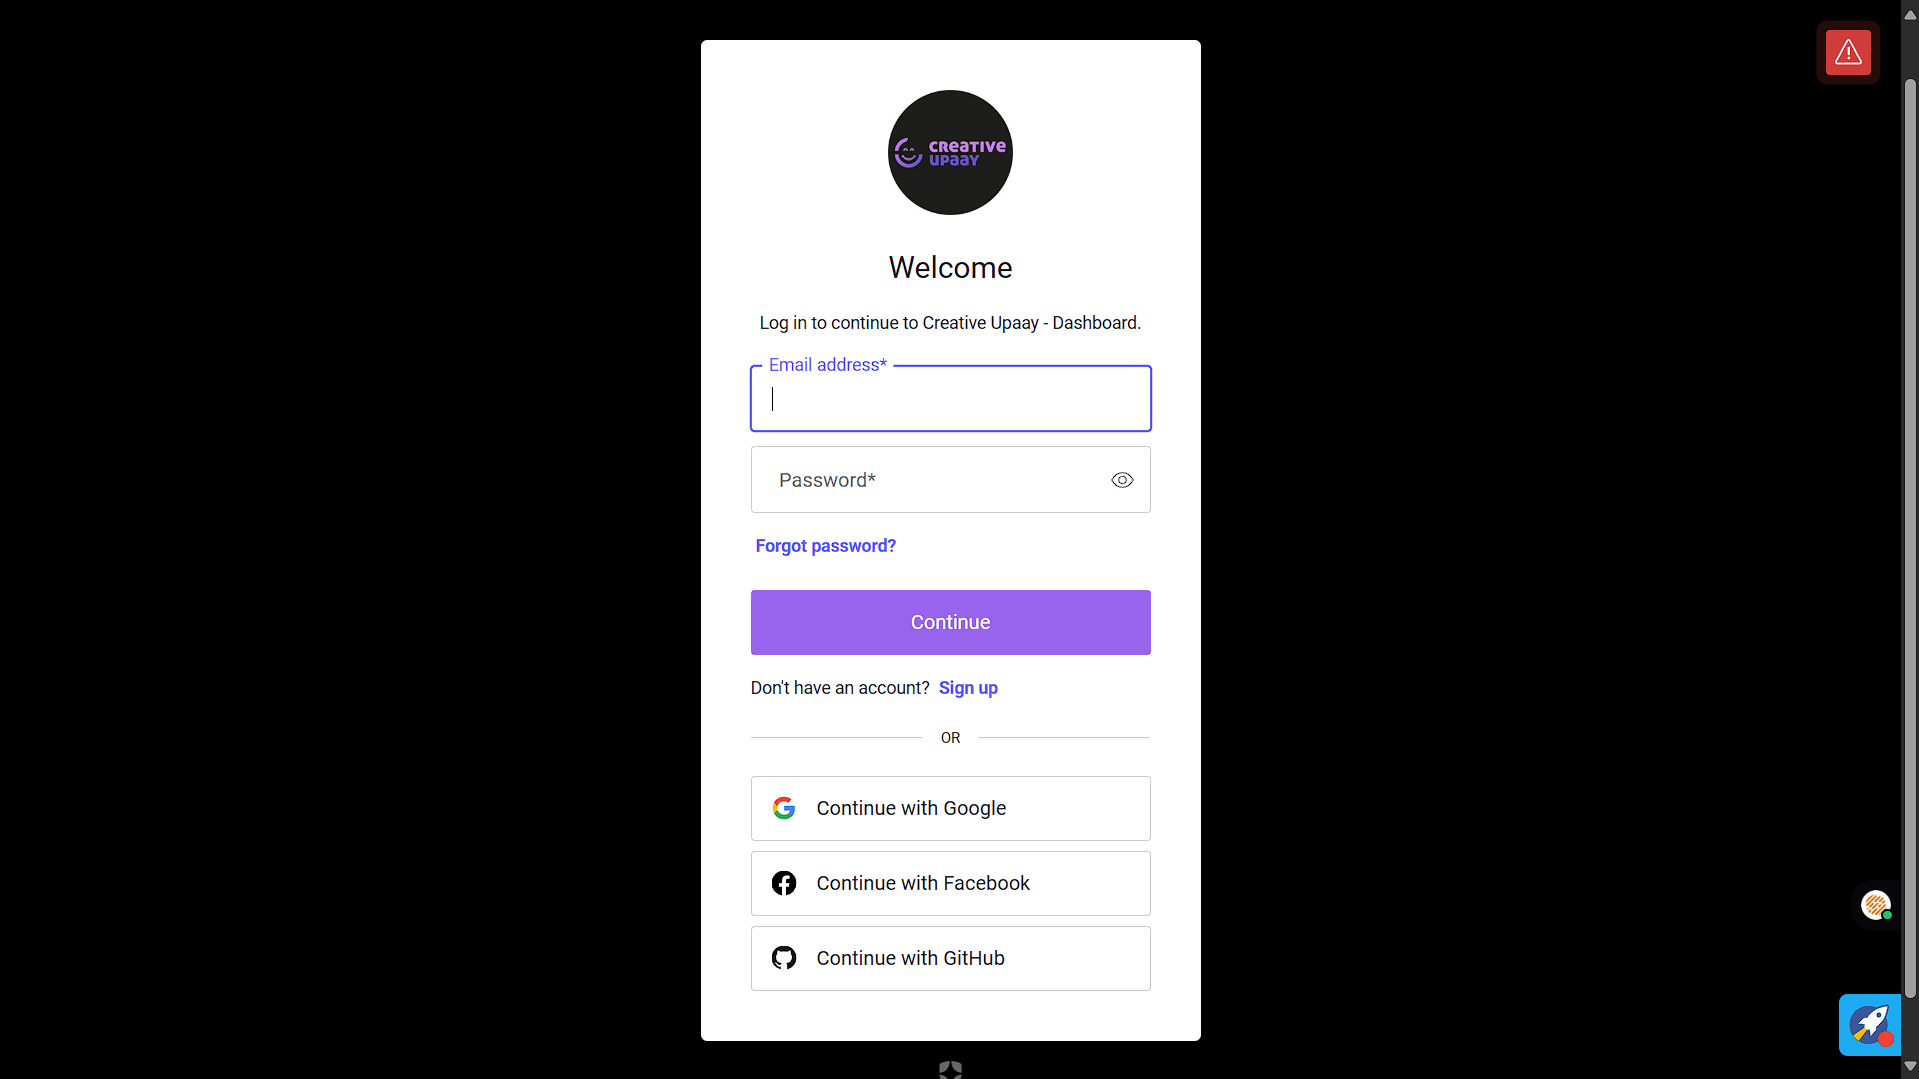 CREATIVE
UPAAY
Welcome
Log in to continue to Creative Upaay - Dashboard.
Email address*
Password*
Forgot password?
Continue
Don't have an account? Sign up
OR
Continue with Google
Continue with Facebook
Continue with GitHub